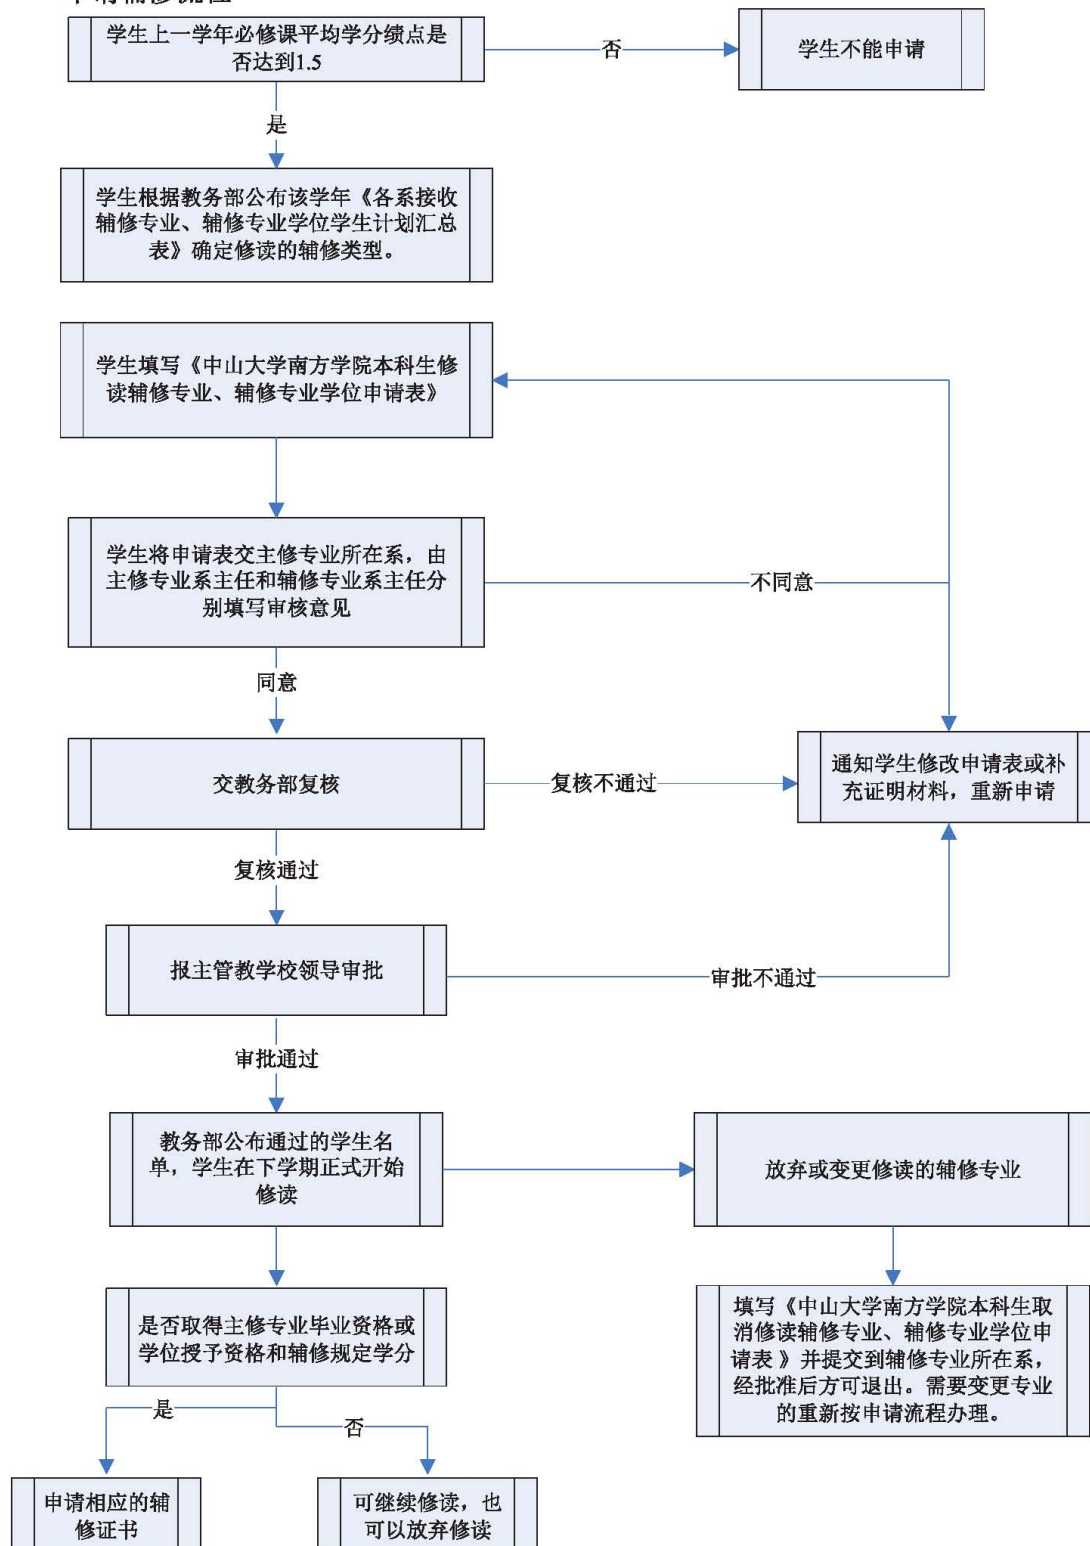 学生上一学年必修课平均学分绩点是
否达到1.5
否
学生不能申请
是
学生根据教务部公布该学年《各系接收
辅修专业、辅修专业学位学生计划汇总
表》确定修读的辅修类型。
学生填写《中山大学南方学院本科生修
读辅修专业、辅修专业学位申请表》
学生将申请表交主修专业所在系，由
主修专业系主任和辅修专业系主任分
别填写审核意见
不同意
同意
交教务部复核
复核不通过
通知学生修改申请表或补
充证明材料，重新申请
复核通过
报主管教学校领导审批
审批不通过
审批通过
教务部公布通过的学生名
单，学生在下学期正式开始
修读
放弃或变更修读的辅修专业
是否取得主修专业毕业资格或
学位授予资格和辅修规定学分
填写《中山大学南方学院本科生取
消修读辅修专业、辅修专业学位申
请表 》并提交到辅修专业所在系，
经批准后方可退出。需要变更专业
的重新按申请流程办理。
是
否
申请相应的辅
修证书
可继续修读，也
可以放弃修读